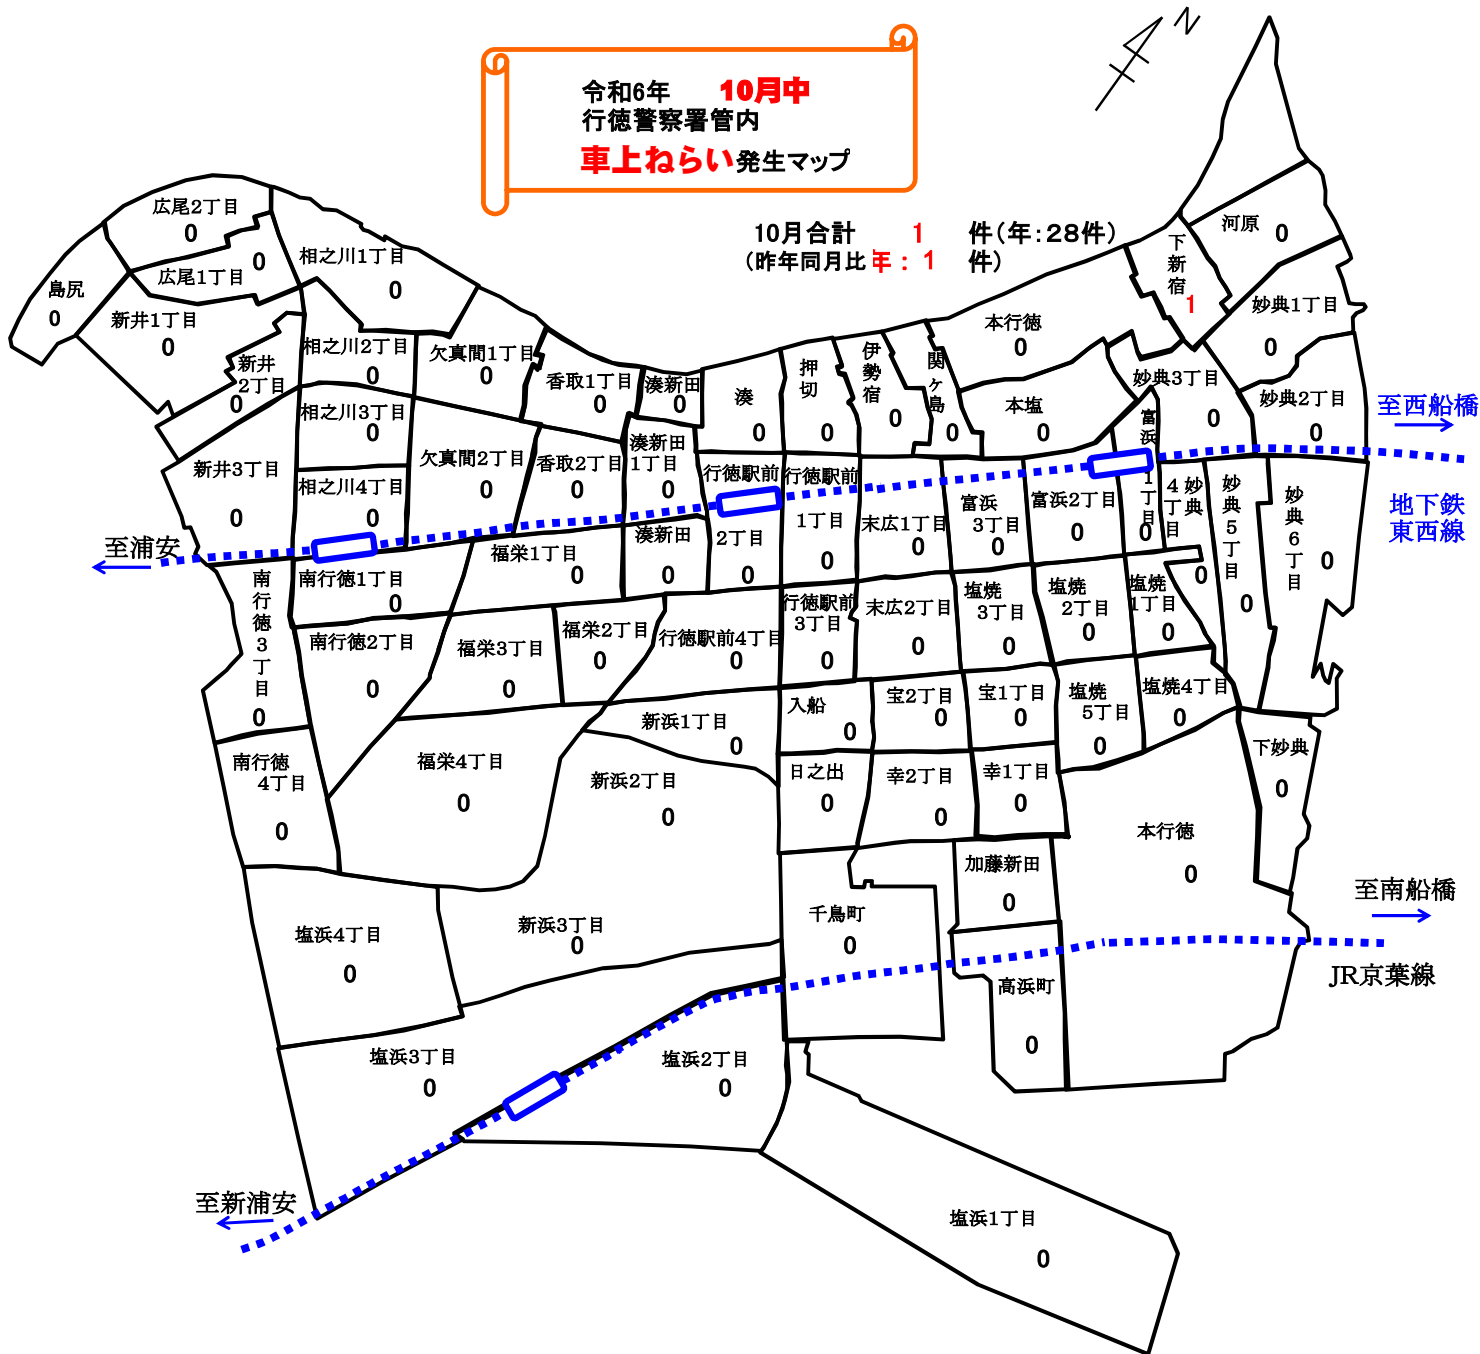 令和6年　10月中
行徳警察署管内
車上ねらい発生マップ
N
10月合計　1　件(年:28件)
(昨年同月比 年：1　件)
広尾2丁目
0
広尾1丁目
0
相之川1丁目
0
島尻
0
新井1丁目
0
新井
2丁目
0
相之川2丁目
0
欠真間1丁目
0
香取1丁目
0
湊新田
0
湊
0
押切
0
伊勢宿
0
関ヶ島
0
本行徳
0
本塩
0
下新宿
1
河原
0
妙典1丁目
0
妙典3丁目
0
妙典2丁目
0
至西船橋
地下鉄
東西線
新井3丁目
0
相之川3丁目
0
相之川4丁目
0
欠真間2丁目
0
香取2丁目
0
湊新田
1丁目
0
行徳駅前
2丁目
0
行徳駅前
1丁目
0
末広1丁目
0
富浜
3丁目
0
富浜2丁目
0
富浜1丁目
0
妙典4丁目
0
妙典5丁目
0
妙典6丁目
0
至浦安
南行徳3丁目
0
南行徳1丁目
0
福栄1丁目
0
湊新田
0
南行徳2丁目
0
福栄3丁目
0
福栄2丁目
0
行徳駅前4丁目
0
行徳駅前
3丁目
0
末広2丁目
0
塩焼
3丁目
0
塩焼
2丁目
0
塩焼
1丁目
0
入船
0
宝2丁目
0
宝1丁目
0
塩焼
5丁目
0
塩焼4丁目
0
南行徳
4丁目
0
福栄4丁目
0
新浜1丁目
0
新浜2丁目
0
日之出
0
幸2丁目
0
幸1丁目
0
下妙典
0
本行徳
0
加藤新田
0
千鳥町
0
新浜3丁目
0
塩浜4丁目
0
高浜町
0
至南船橋
JR京葉線
塩浜3丁目
0
塩浜2丁目
0
至新浦安
塩浜1丁目
0